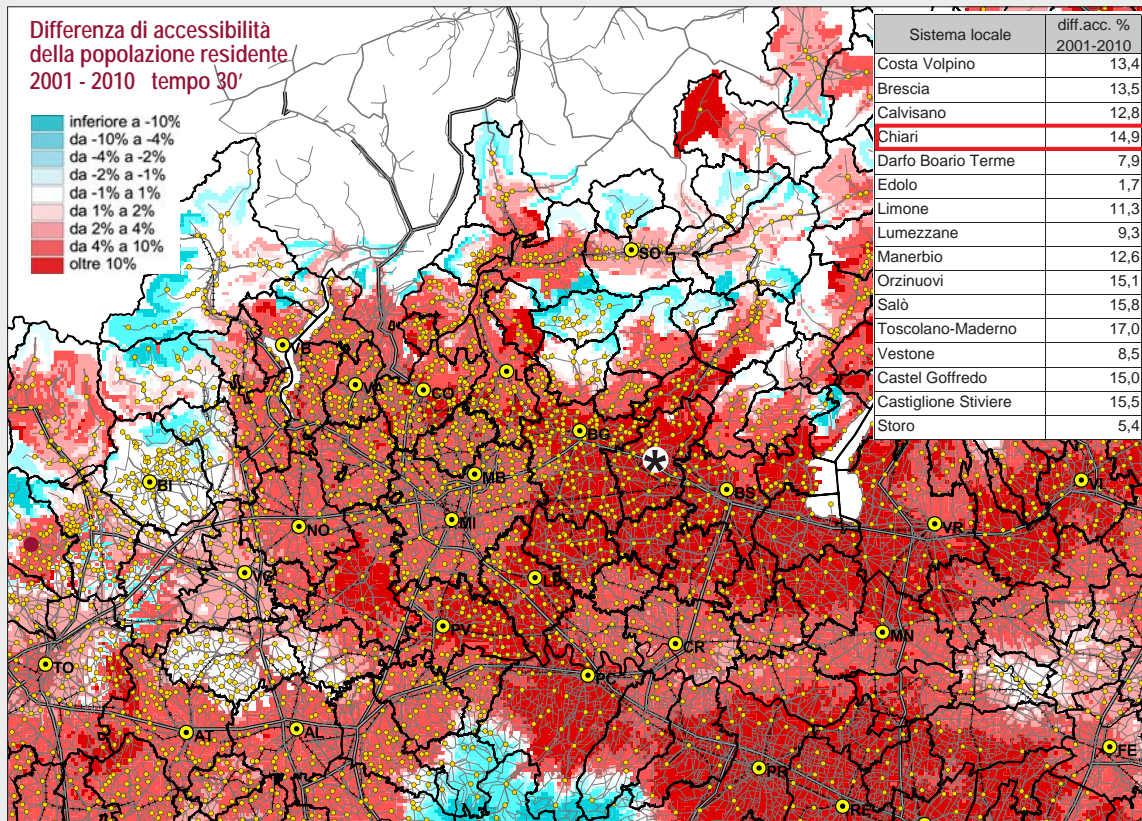 Differenza di accessibilità
della popolazione residente
2001 - 2010 tempo 30'
inferiore a -10%
da -10% a -4%
da -4% a -2%
da -2% a -1%
da -1% a 1%
da 1% a 2%
da 2% a 4%
da 4% a 10%
oltre 10%
Sistema locale diff.acc. %
2001-2010
Costa Volpino 13,4
Brescia 13,5
Calvisano 12,8
Chiari 14,9
Darfo Boario Terme 7,9
Edolo 1,7
Limone 11,3
Lumezzane 9,3
Manerbio 12,6
Orzinuovi 15,1
Salò 15,8
Toscolano-Maderno 17,0
Vestone 8,5
Castel Goffredo 15,0
Castiglione Stiviere 15,5
Storo 5,4
SO
VB
VA
CO
BG
MB
BI
BS
VI
MI
NO
VR
VC
PV
MN
CR
TO
PC
AT
AL
FE
PR
RE